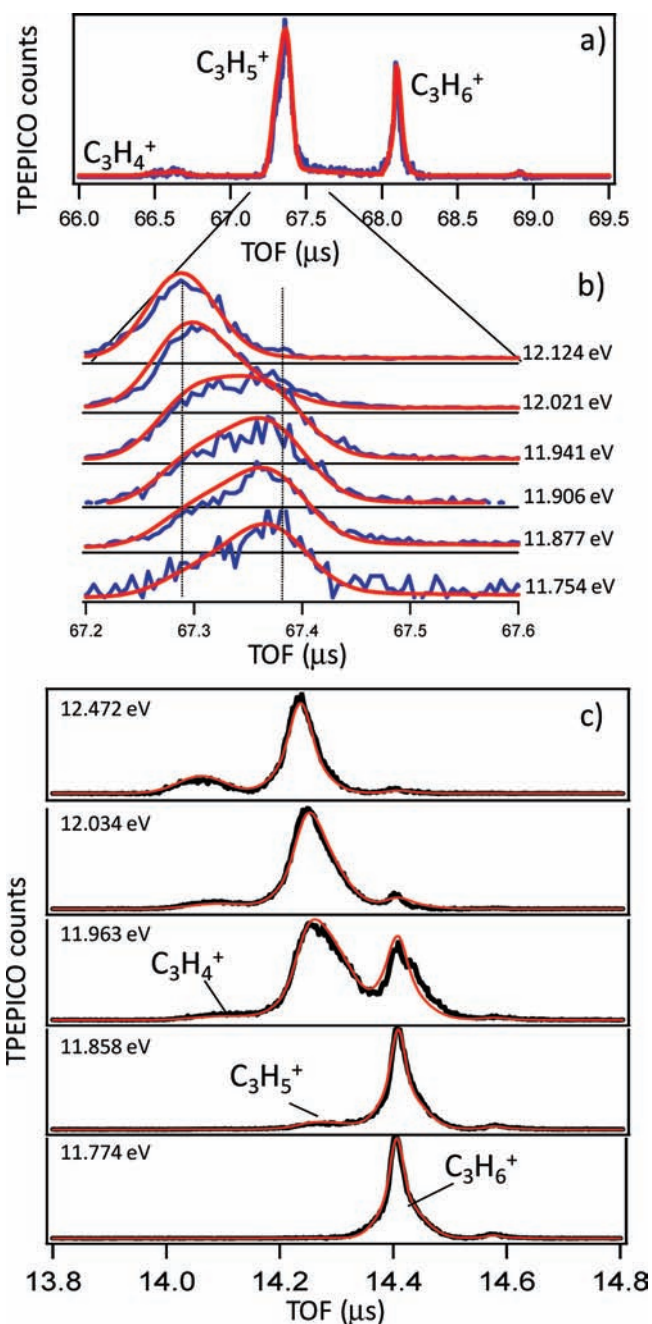 a)
C₃H₅⁺
C₃H₆⁺
C₃H₄⁺
TPEPICO counts
66.0 66.5 67.0 67.5 68.0 68.5 69.0 69.5
TOF (μs)
b)
12.124 eV
12.021 eV
11.941 eV
11.906 eV
11.877 eV
11.754 eV
67.2 67.3 67.4 67.5 67.6
TOF (μs)
12.472 eV c)
12.034 eV
11.963 eV
C₃H₄⁺
TPEPICO counts
11.858 eV
C₃H₅⁺
11.774 eV
C₃H₆⁺
13.8 14.0 14.2 14.4 14.6 14.8
TOF (μs)